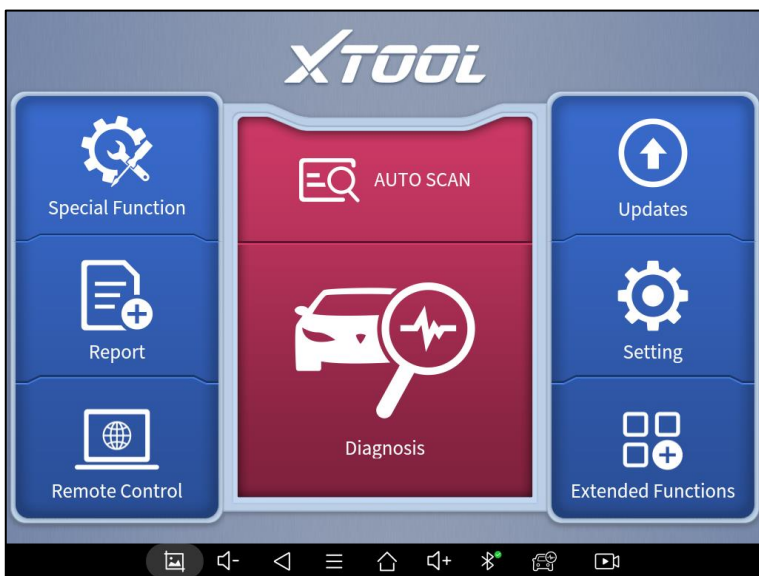 XTOOL
Special Function
AUTO SCAN
Updates
Report
Diagnosis
Setting
Remote Control
Extended Functions